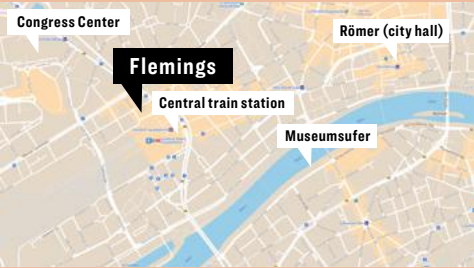 Congress Center
Römer (city hall)
Flemings
Central train station
Museumsufer